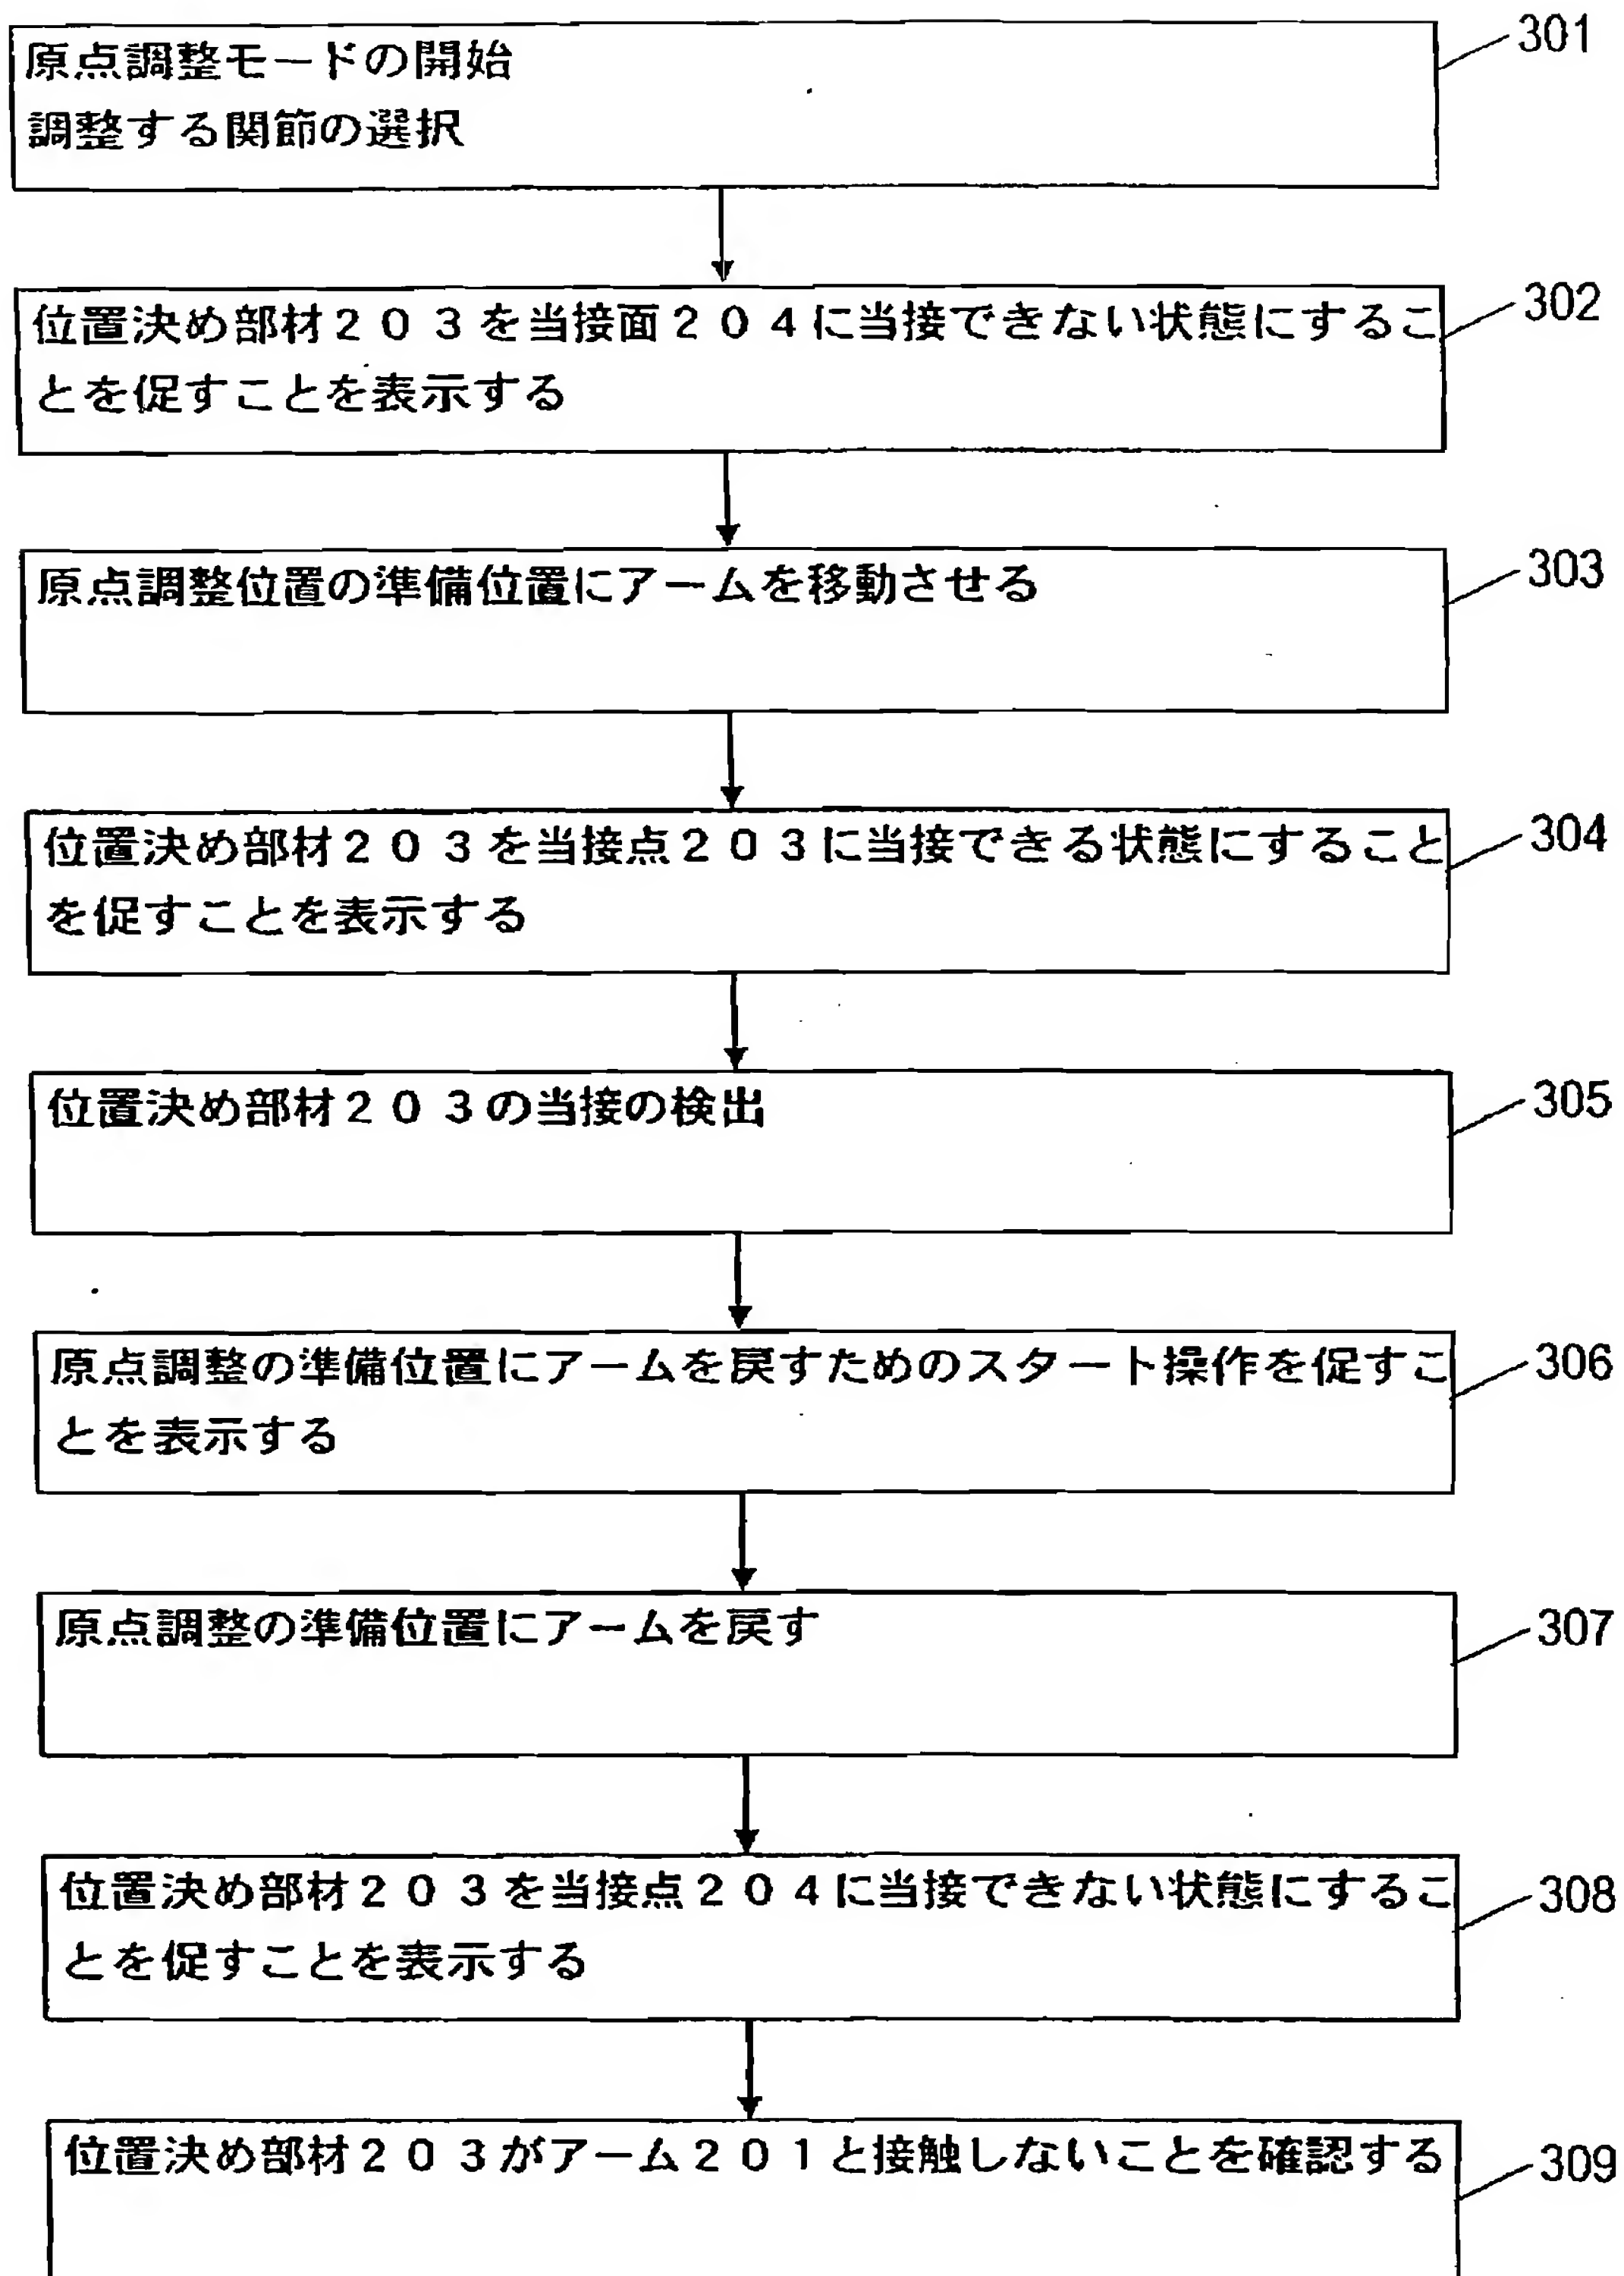 原点調整モードの開始
調整する関節の選択
301
位置決め部材203を当接面204に当接できない状態にするこ
とを促すことを表示する
302
原点調整位置の準備位置にアームを移動させる
303
位置決め部材203を当接点203に当接できる状態にすること
を促すことを表示する
304
位置決め部材203の当接の検出
305
原点調整の準備位置にアームを戻すためのスタート操作を促すこ
とを表示する
306
原点調整の準備位置にアームを戻す
307
位置決め部材203を当接点204に当接できない状態にするこ
とを促すことを表示する
308
位置決め部材203がアーム201と接触しないことを確認する
309